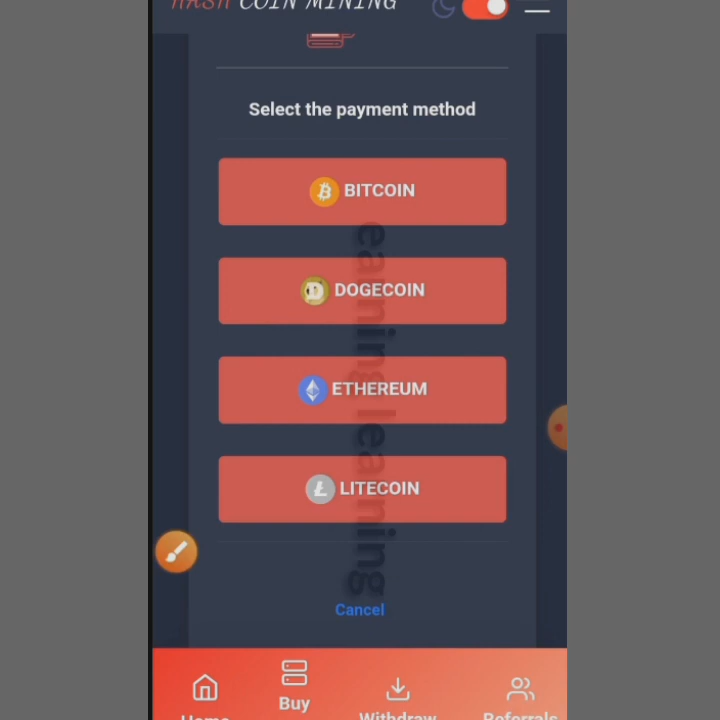 HASH COIN MINING
Select the payment method
BITCOIN
DOGECOIN
ETHEREUM
LITECOIN
earning learning
Cancel
Home
Buy
Withdraw
Referrals